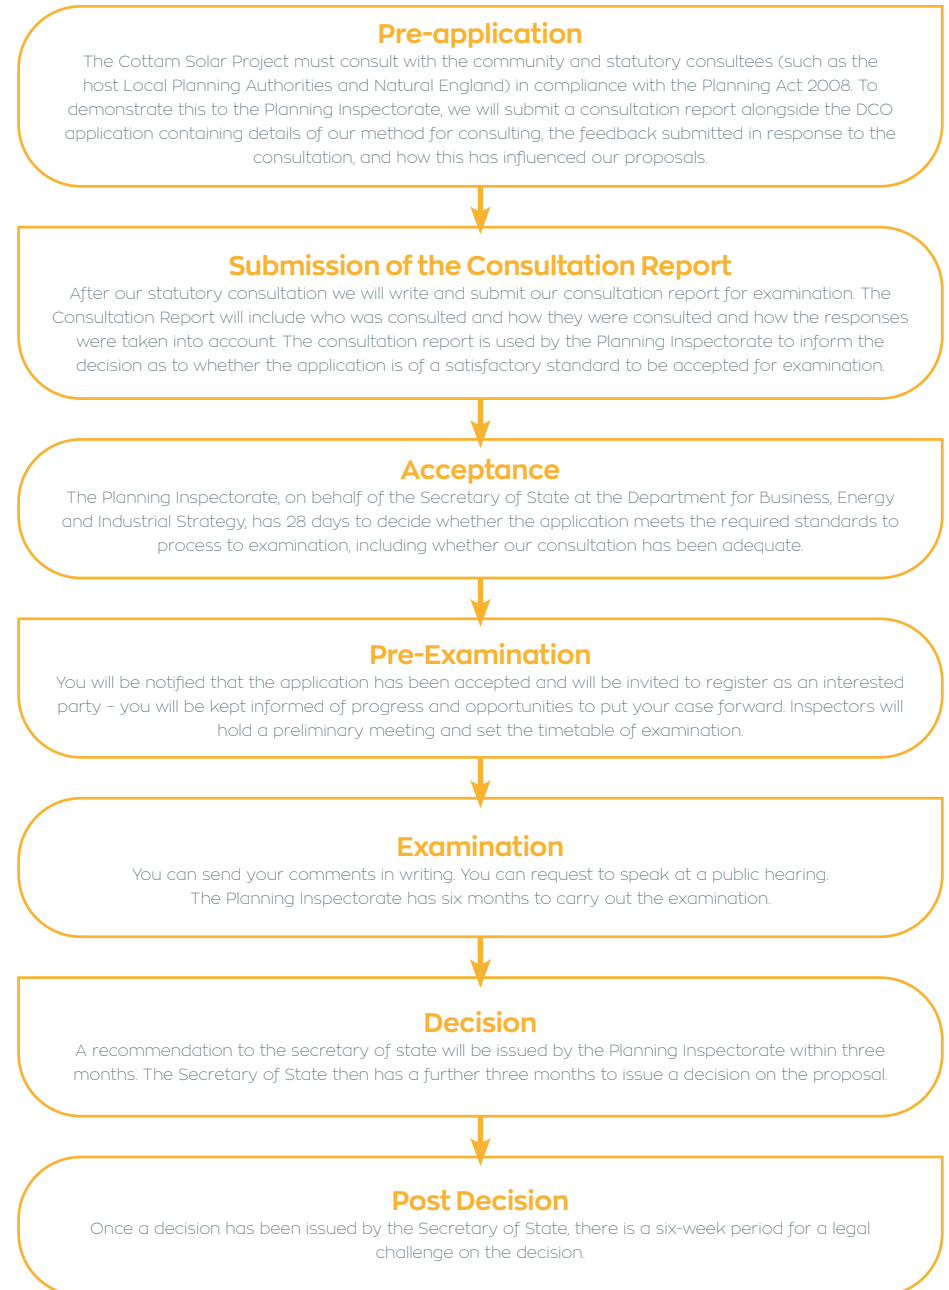 Pre-application
The Cottam Solar Project must consult with the community and statutory consultees (such as the
host Local Planning Authorities and Natural England) in compliance with the Planning Act 2008. To
demonstrate this to the Planning Inspectorate, we will submit a consultation report alongside the DCO
application containing details of our method for consulting, the feedback submitted in response to the
consultation, and how this has influenced our proposals.
Submission of the Consultation Report
After our statutory consultation we will write and submit our consultation report for examination. The
Consultation Report will include who was consulted and how they were consulted and how the responses
were taken into account. The consultation report is used by the Planning Inspectorate to inform the
decision as to whether the application is of a satisfactory standard to be accepted for examination.
Acceptance
The Planning Inspectorate, on behalf of the Secretary of State at the Department for Business, Energy
and Industrial Strategy, has 28 days to decide whether the application meets the required standards to
process to examination, including whether our consultation has been adequate.
Pre-Examination
You will be notified that the application has been accepted and will be invited to register as an interested
party – you will be kept informed of progress and opportunities to put your case forward. Inspectors will
hold a preliminary meeting and set the timetable of examination.
Examination
You can send your comments in writing. You can request to speak at a public hearing.
The Planning Inspectorate has six months to carry out the examination.
Decision
A recommendation to the secretary of state will be issued by the Planning Inspectorate within three
months. The Secretary of State then has a further three months to issue a decision on the proposal.
Post Decision
Once a decision has been issued by the Secretary of State, there is a six-week period for a legal
challenge on the decision.